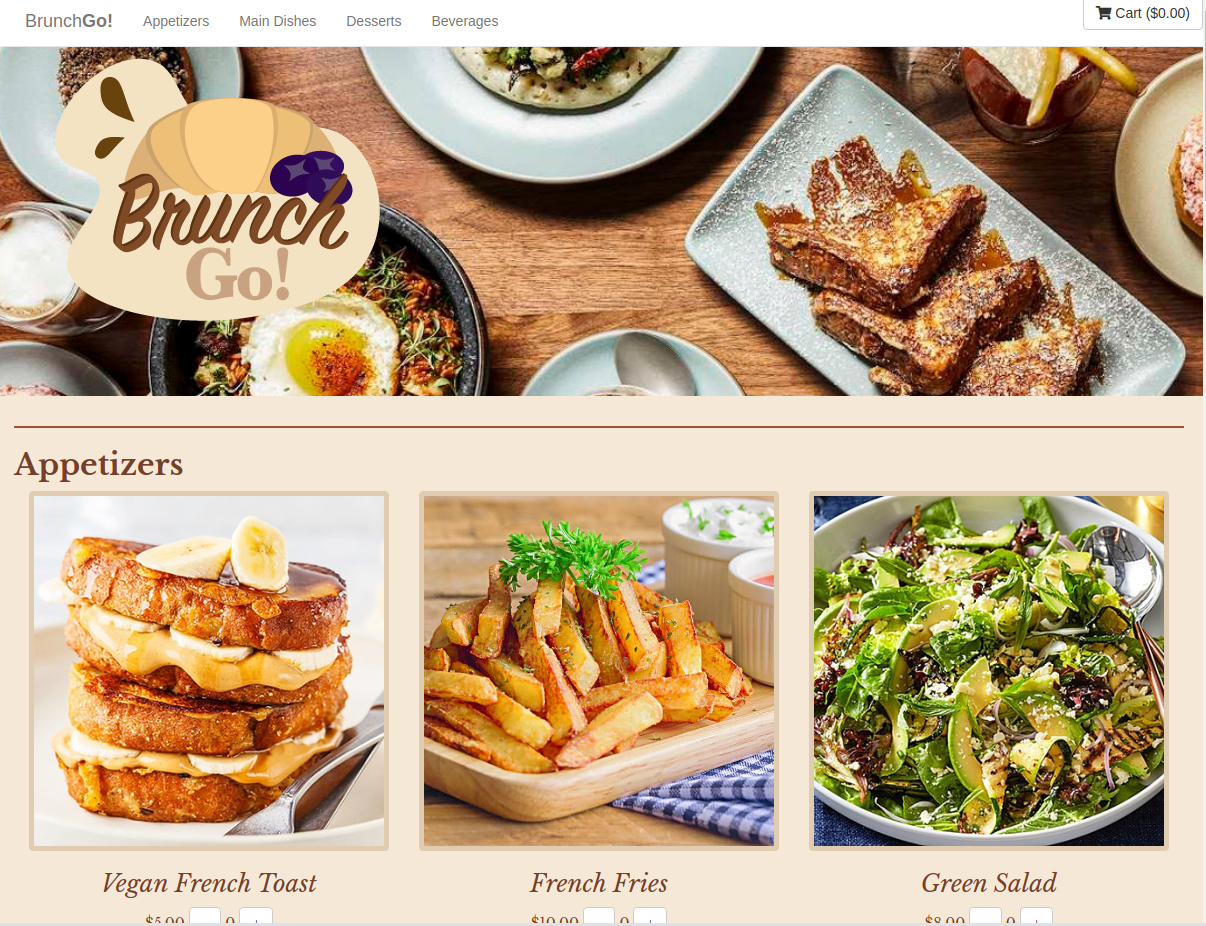 BrunchGo! Appetizers Main Dishes Desserts Beverages Cart ($0.00)
Brunch
Go!
Appetizers
Vegan French Toast French Fries Green Salad
$5.00 0 + $10.00 0 + $8.00 0 +